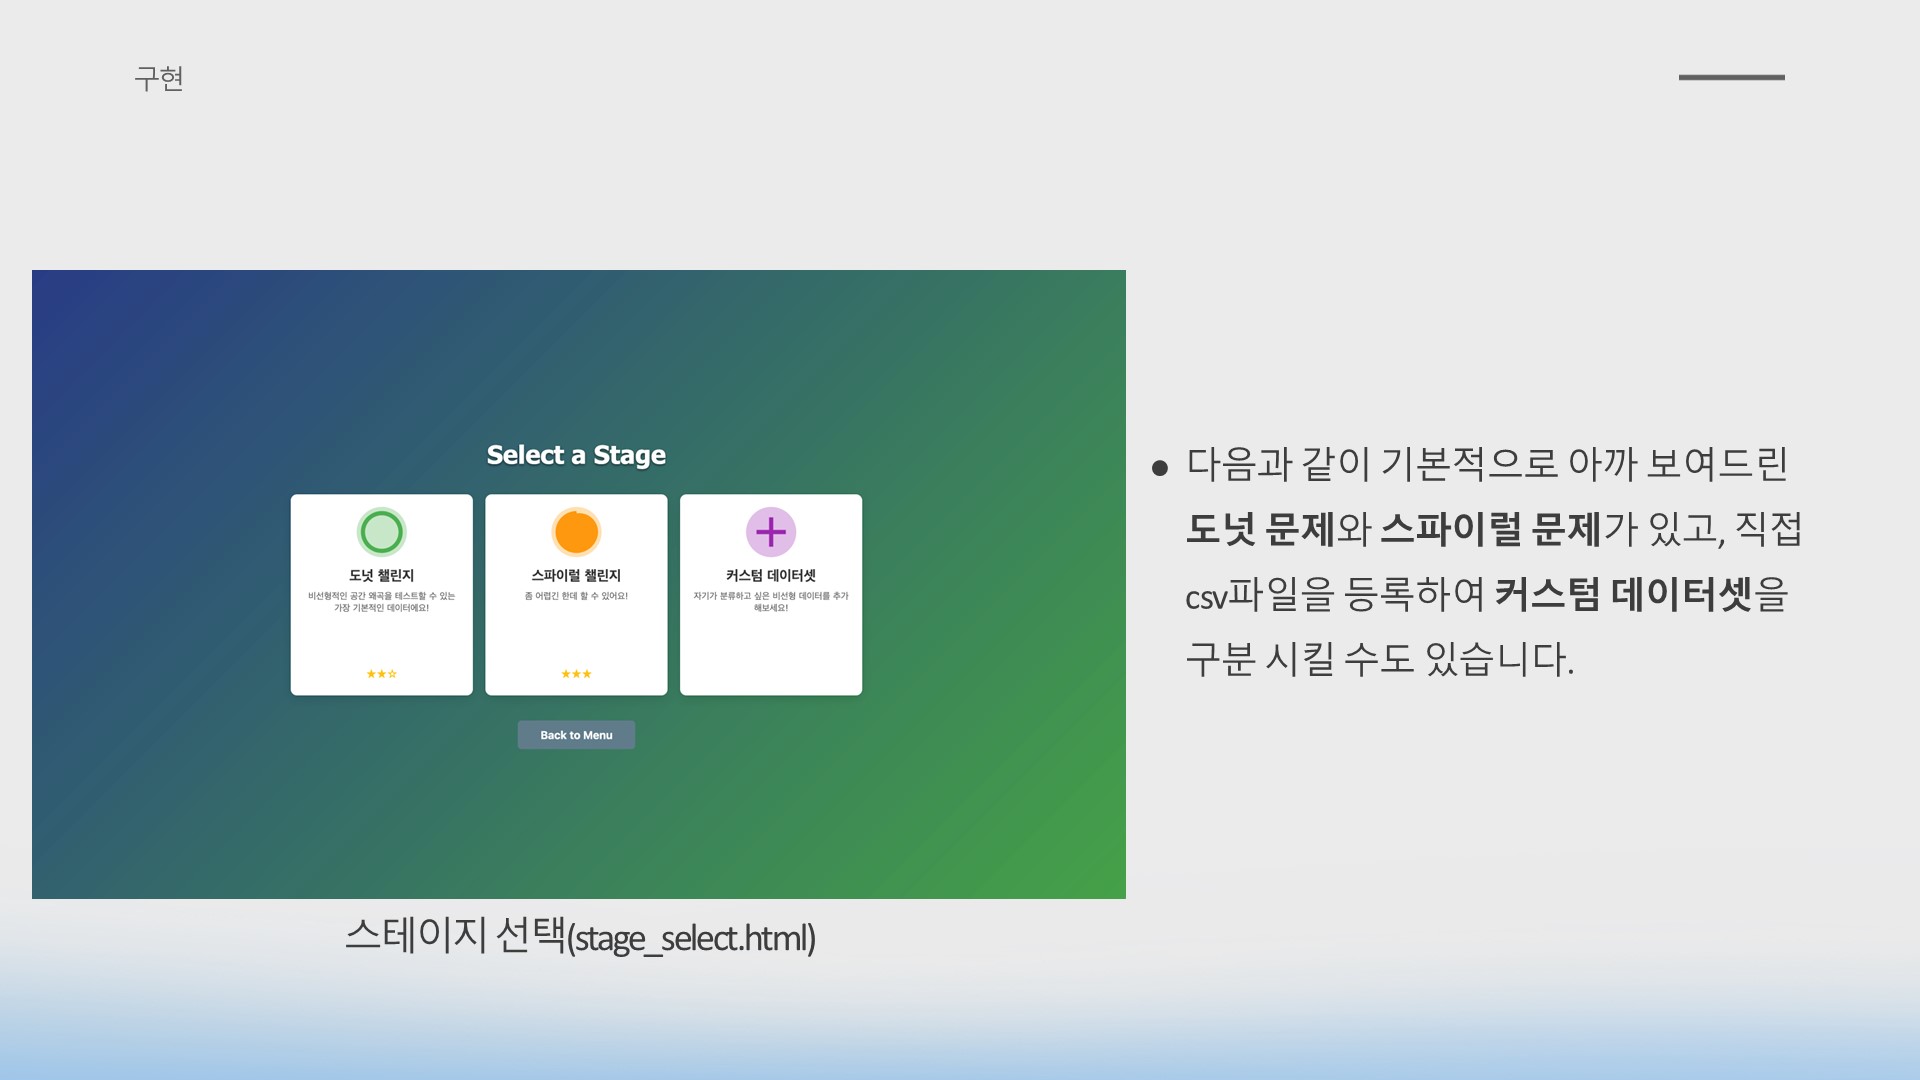 구현
Select a Stage
도넛 챌린지
비선형적인 공간 왜곡을 테스트할 수 있는
가장 기본적인 데이터에요!
★★☆
스파이럴 챌린지
좀 어렵긴 한데 할 수 있어요!
★★★
커스텀 데이터셋
자기가 분류하고 싶은 비선형 데이터를 추가
해보세요!
Back to Menu
스테이지 선택(stage_select.html)
● 다음과 같이 기본적으로 아까 보여드린
도넛 문제와 스파이럴 문제가 있고, 직접
csv파일을 등록하여 커스텀 데이터셋을
구분 시킬 수도 있습니다.